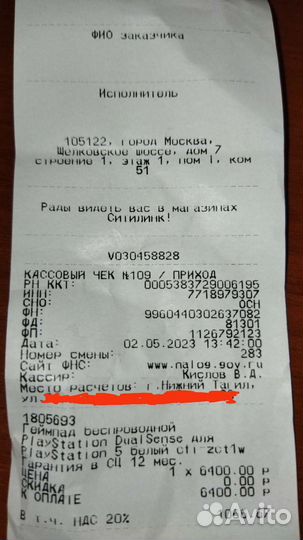 ФИО заказчика
Исполнитель
105122, город Москва,
Щелковское шоссе, дом 7
строение 1, этаж 1, пом I, ком
51
Рады видеть вас в магазинах
Ситилинк!
V030458828
КАССОВЫЙ ЧЕК №109 / ПРИХОД
РН ККТ: 0005383729006195
ИНН: 7718979307
СНО: ОСН
ФН: 9960440302637082
ФД: 81301
ФП: 1126792123
Дата: 02.05.2023 13:42:00
Номер смены: 283
Сайт ФНС: www.nalog.gov.ru
Кассир: Кислов В.Д.
Место расчетов: г.Нижний Тагил,
ул.
1805693
Геймпад Беспроводной
PlayStation DualSense для
PlayStation 5 белый cfi-zct1w
Гарантия в СЦ 12 мес.
ЦЕНА 1 x 6400.00 р
СКИДКА 0.00 р
К ОПЛАТЕ 6400.00 р
В т.ч. НДС 20%
Avito